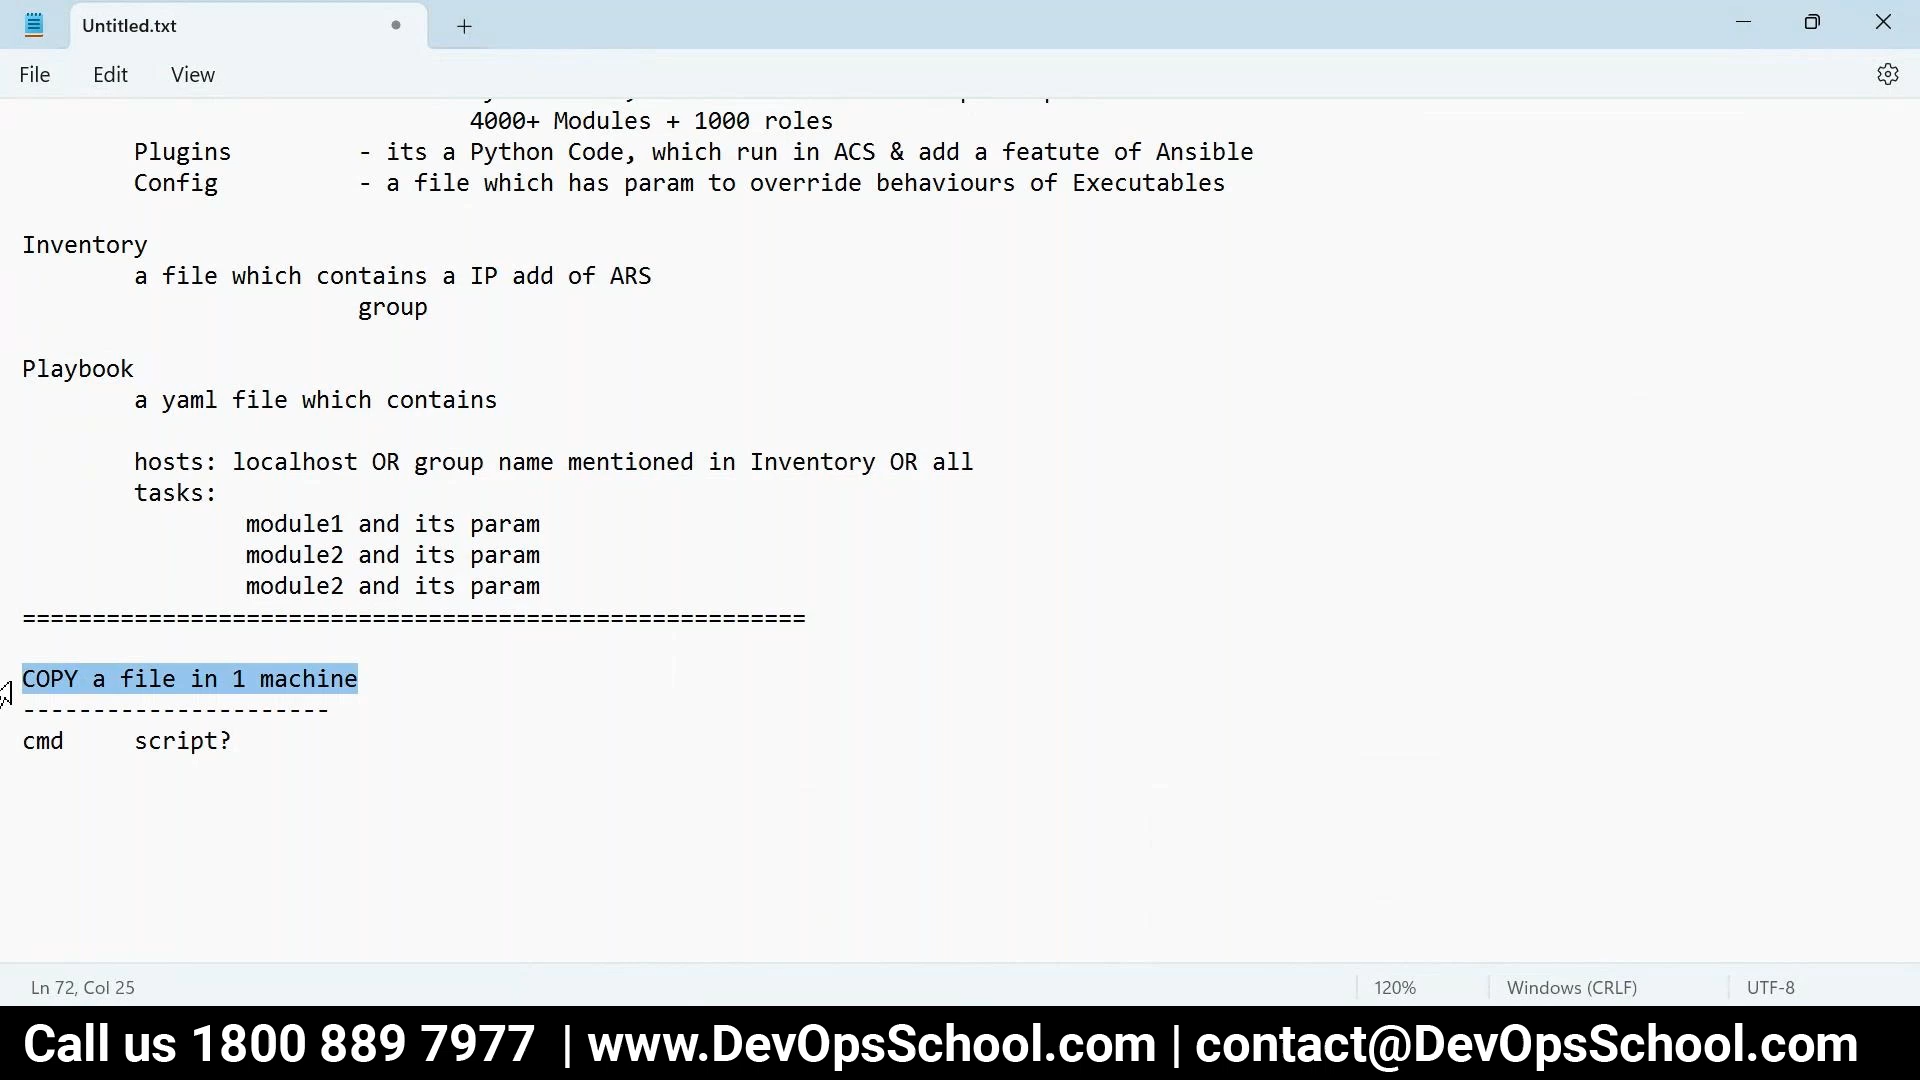 Untitled.txt
File Edit View
4000+ Modules + 1000 roles
Plugins - its a Python Code, which run in ACS & add a featute of Ansible
Config - a file which has param to override behaviours of Executables
Inventory
a file which contains a IP add of ARS
group
Playbook
a yaml file which contains
hosts: localhost OR group name mentioned in Inventory OR all
tasks:
module1 and its param
module2 and its param
module2 and its param
========================================================
COPY a file in 1 machine
----------------------
cmd script?
Ln 72, Col 25 120% Windows (CRLF) UTF-8
Call us 1800 889 7977 | www.DevOpsSchool.com | contact@DevOpsSchool.com